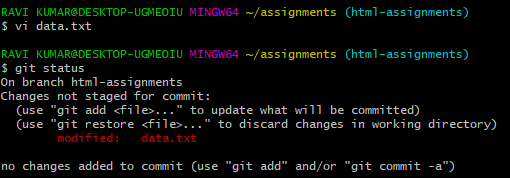 RAVI KUMAR@DESKTOP-UGMEOIU MINGW64 ~/assignments (html-assignments)
$ vi data.txt
RAVI KUMAR@DESKTOP-UGMEOIU MINGW64 ~/assignments (html-assignments)
$ git status
On branch html-assignments
Changes not staged for commit:
  (use "git add <file>..." to update what will be committed)
  (use "git restore <file>..." to discard changes in working directory)
        modified:   data.txt
no changes added to commit (use "git add" and/or "git commit -a")